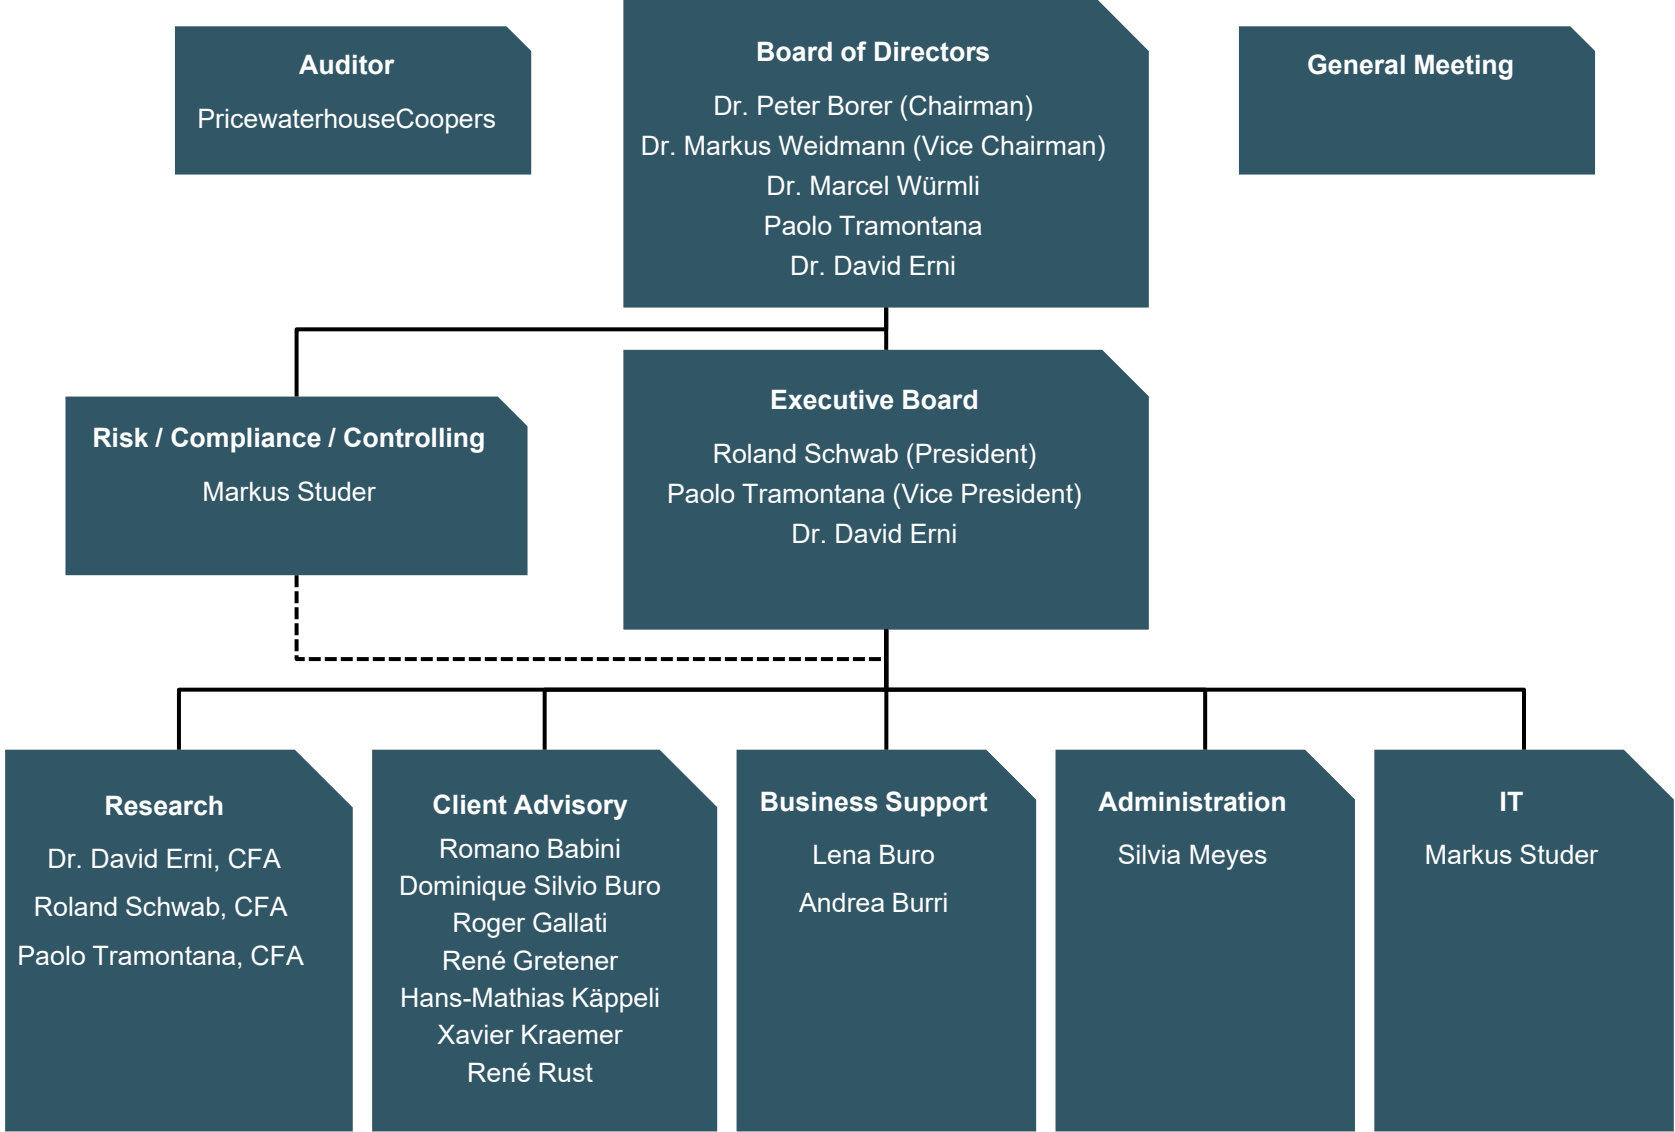 Auditor
PricewaterhouseCoopers
Board of Directors
Dr. Peter Borer (Chairman)
Dr. Markus Weidmann (Vice Chairman)
Dr. Marcel Würmli
Paolo Tramontana
Dr. David Erni
General Meeting
Risk / Compliance / Controlling
Markus Studer
Executive Board
Roland Schwab (President)
Paolo Tramontana (Vice President)
Dr. David Erni
Research
Dr. David Erni, CFA
Roland Schwab, CFA
Paolo Tramontana, CFA
Client Advisory
Romano Babini
Dominique Silvio Buro
Roger Gallati
René Gretener
Hans-Mathias Käppeli
Xavier Kraemer
René Rust
Business Support
Lena Buro
Andrea Burri
Administration
Silvia Meyes
IT
Markus Studer